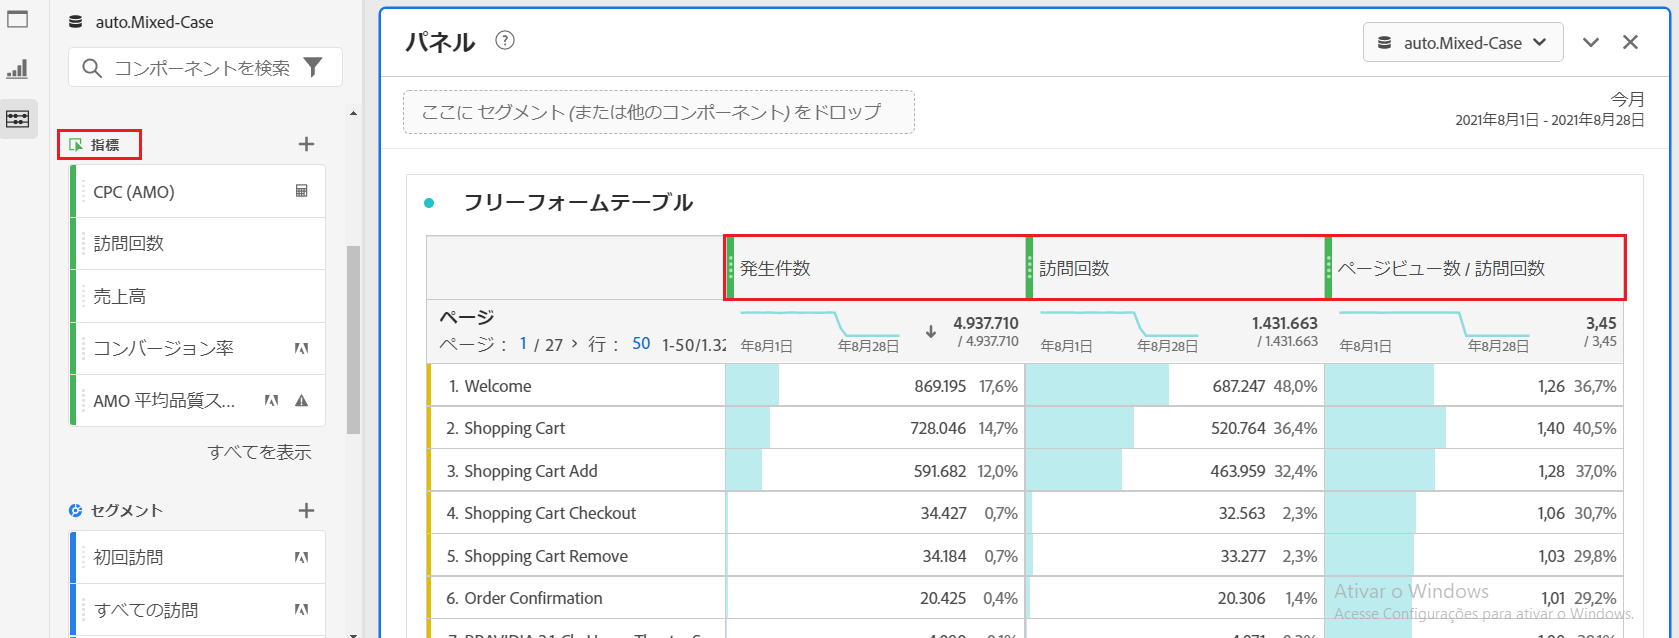 auto.Mixed-Case
コンポーネントを検索
指標
CPC (AMO)
訪問回数
売上高
コンバージョン率
AMO 平均品質ス...
すべてを表示
セグメント
初回訪問
すべての訪問
パネル
auto.Mixed-Case
ここに セグメント (または他のコンポーネント) をドロップ
今月
2021年8月1日 - 2021年8月28日
フリーフォームテーブル
発生件数 訪問回数 ページビュー数 / 訪問回数
ページ
ページ： 1 / 27 > 行： 50 1-50/1.32
年8月1日 年8月28日 4.937.710 / 4.937.710
年8月1日 年8月28日 1.431.663 / 1.431.663
年8月1日 年8月28日 3,45 / 3,45
1. Welcome 869.195 17,6% 687.247 48,0% 1,26 36,7%
2. Shopping Cart 728.046 14,7% 520.764 36,4% 1,40 40,5%
3. Shopping Cart Add 591.682 12,0% 463.959 32,4% 1,28 37,0%
4. Shopping Cart Checkout 34.427 0,7% 32.563 2,3% 1,06 30,7%
5. Shopping Cart Remove 34.184 0,7% 33.277 2,3% 1,03 29,8%
6. Order Confirmation 20.425 0,4% 20.306 1,4% 1,01 29,2%
Ativar o Windows
Acesse Configurações para ativar o Windows.